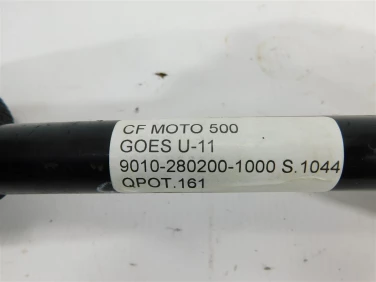 CF MOTO 500
GOES U-11
9010-280200-1000 S.1044
QPOT.161